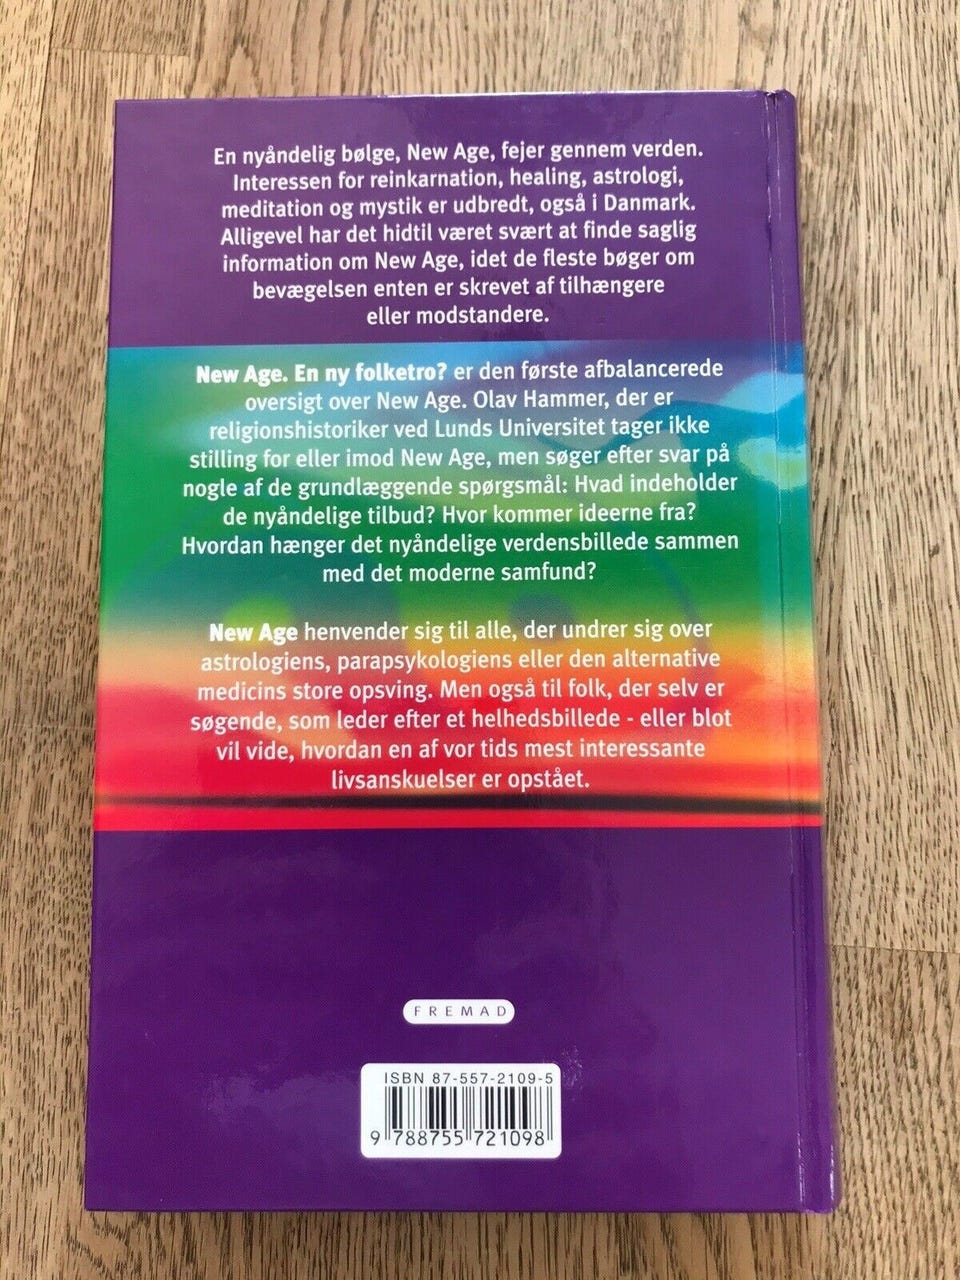 En nyåndelig bølge, New Age, fejer gennem verden.
Interessen for reinkarnation, healing, astrologi,
meditation og mystik er udbredt, også i Danmark.
Alligevel har det hidtil været svært at finde saglig
information om New Age, idet de fleste bøger om
bevægelsen enten er skrevet af tilhængere
eller modstandere.
New Age. En ny folketro? er den første afbalancerede
oversigt over New Age. Olav Hammer, der er
religionshistoriker ved Lunds Universitet tager ikke
stilling for eller imod New Age, men søger efter svar på
nogle af de grundlæggende spørgsmål: Hvad indeholder
de nyåndelige tilbud? Hvor kommer ideerne fra?
Hvordan hænger det nyåndelige verdensbillede sammen
med det moderne samfund?
New Age henvender sig til alle, der undrer sig over
astrologiens, parapsykologiens eller den alternative
medicins store opsving. Men også til folk, der selv er
søgende, som leder efter et helhedsbillede - eller blot
vil vide, hvordan en af vor tids mest interessante
livsanskuelser er opstået.
FREMAD
ISBN 87-557-2109-5
9 788755 721098